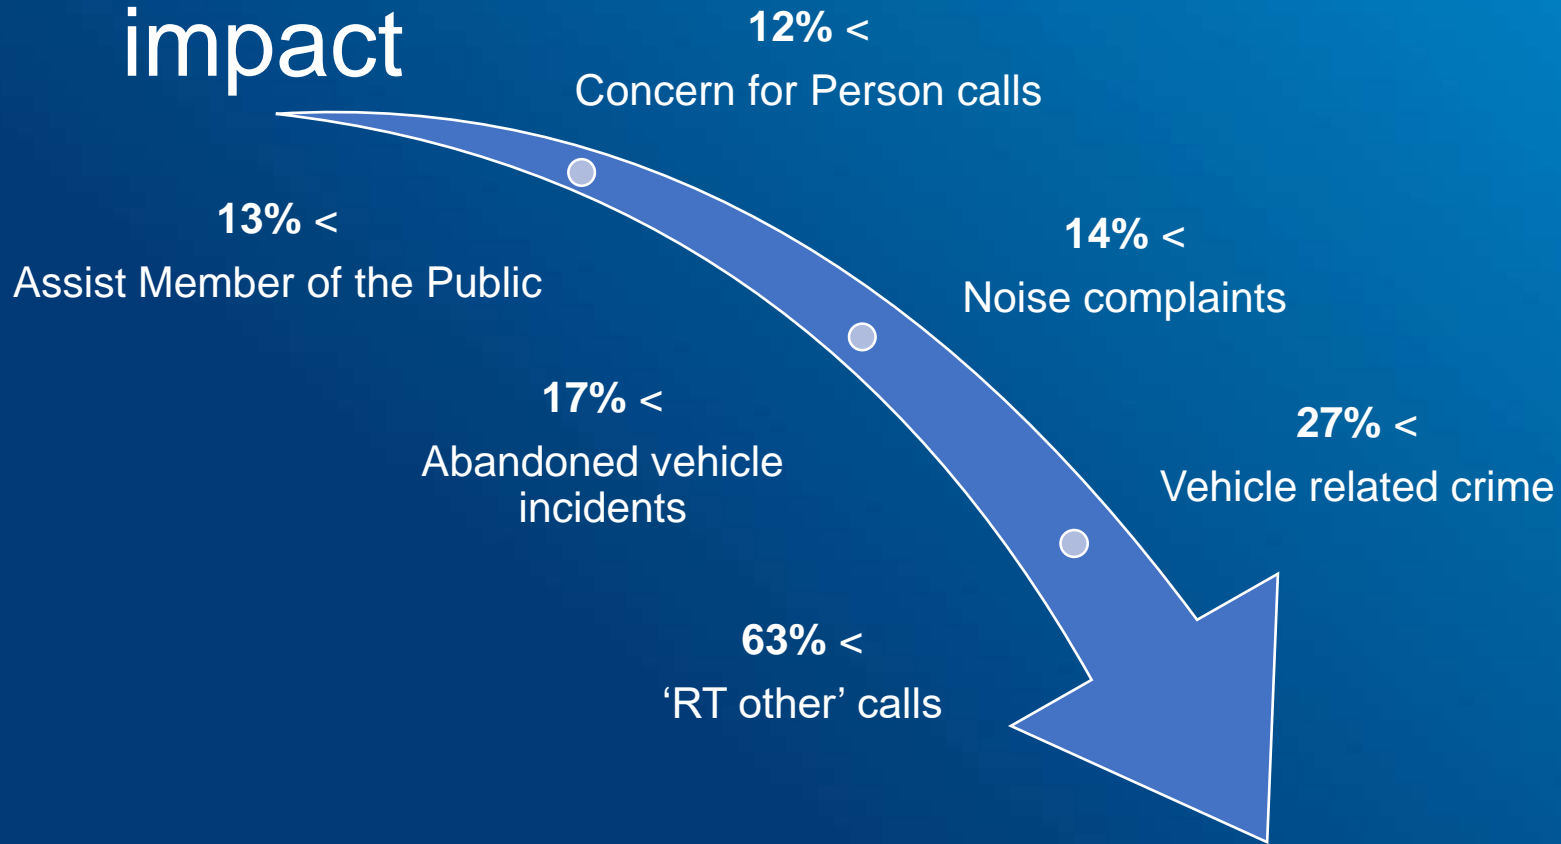 impact
12% <
Concern for Person calls
13% <
Assist Member of the Public
14% <
Noise complaints
17% <
Abandoned vehicle
incidents
27% <
Vehicle related crime
63% <
‘RT other’ calls